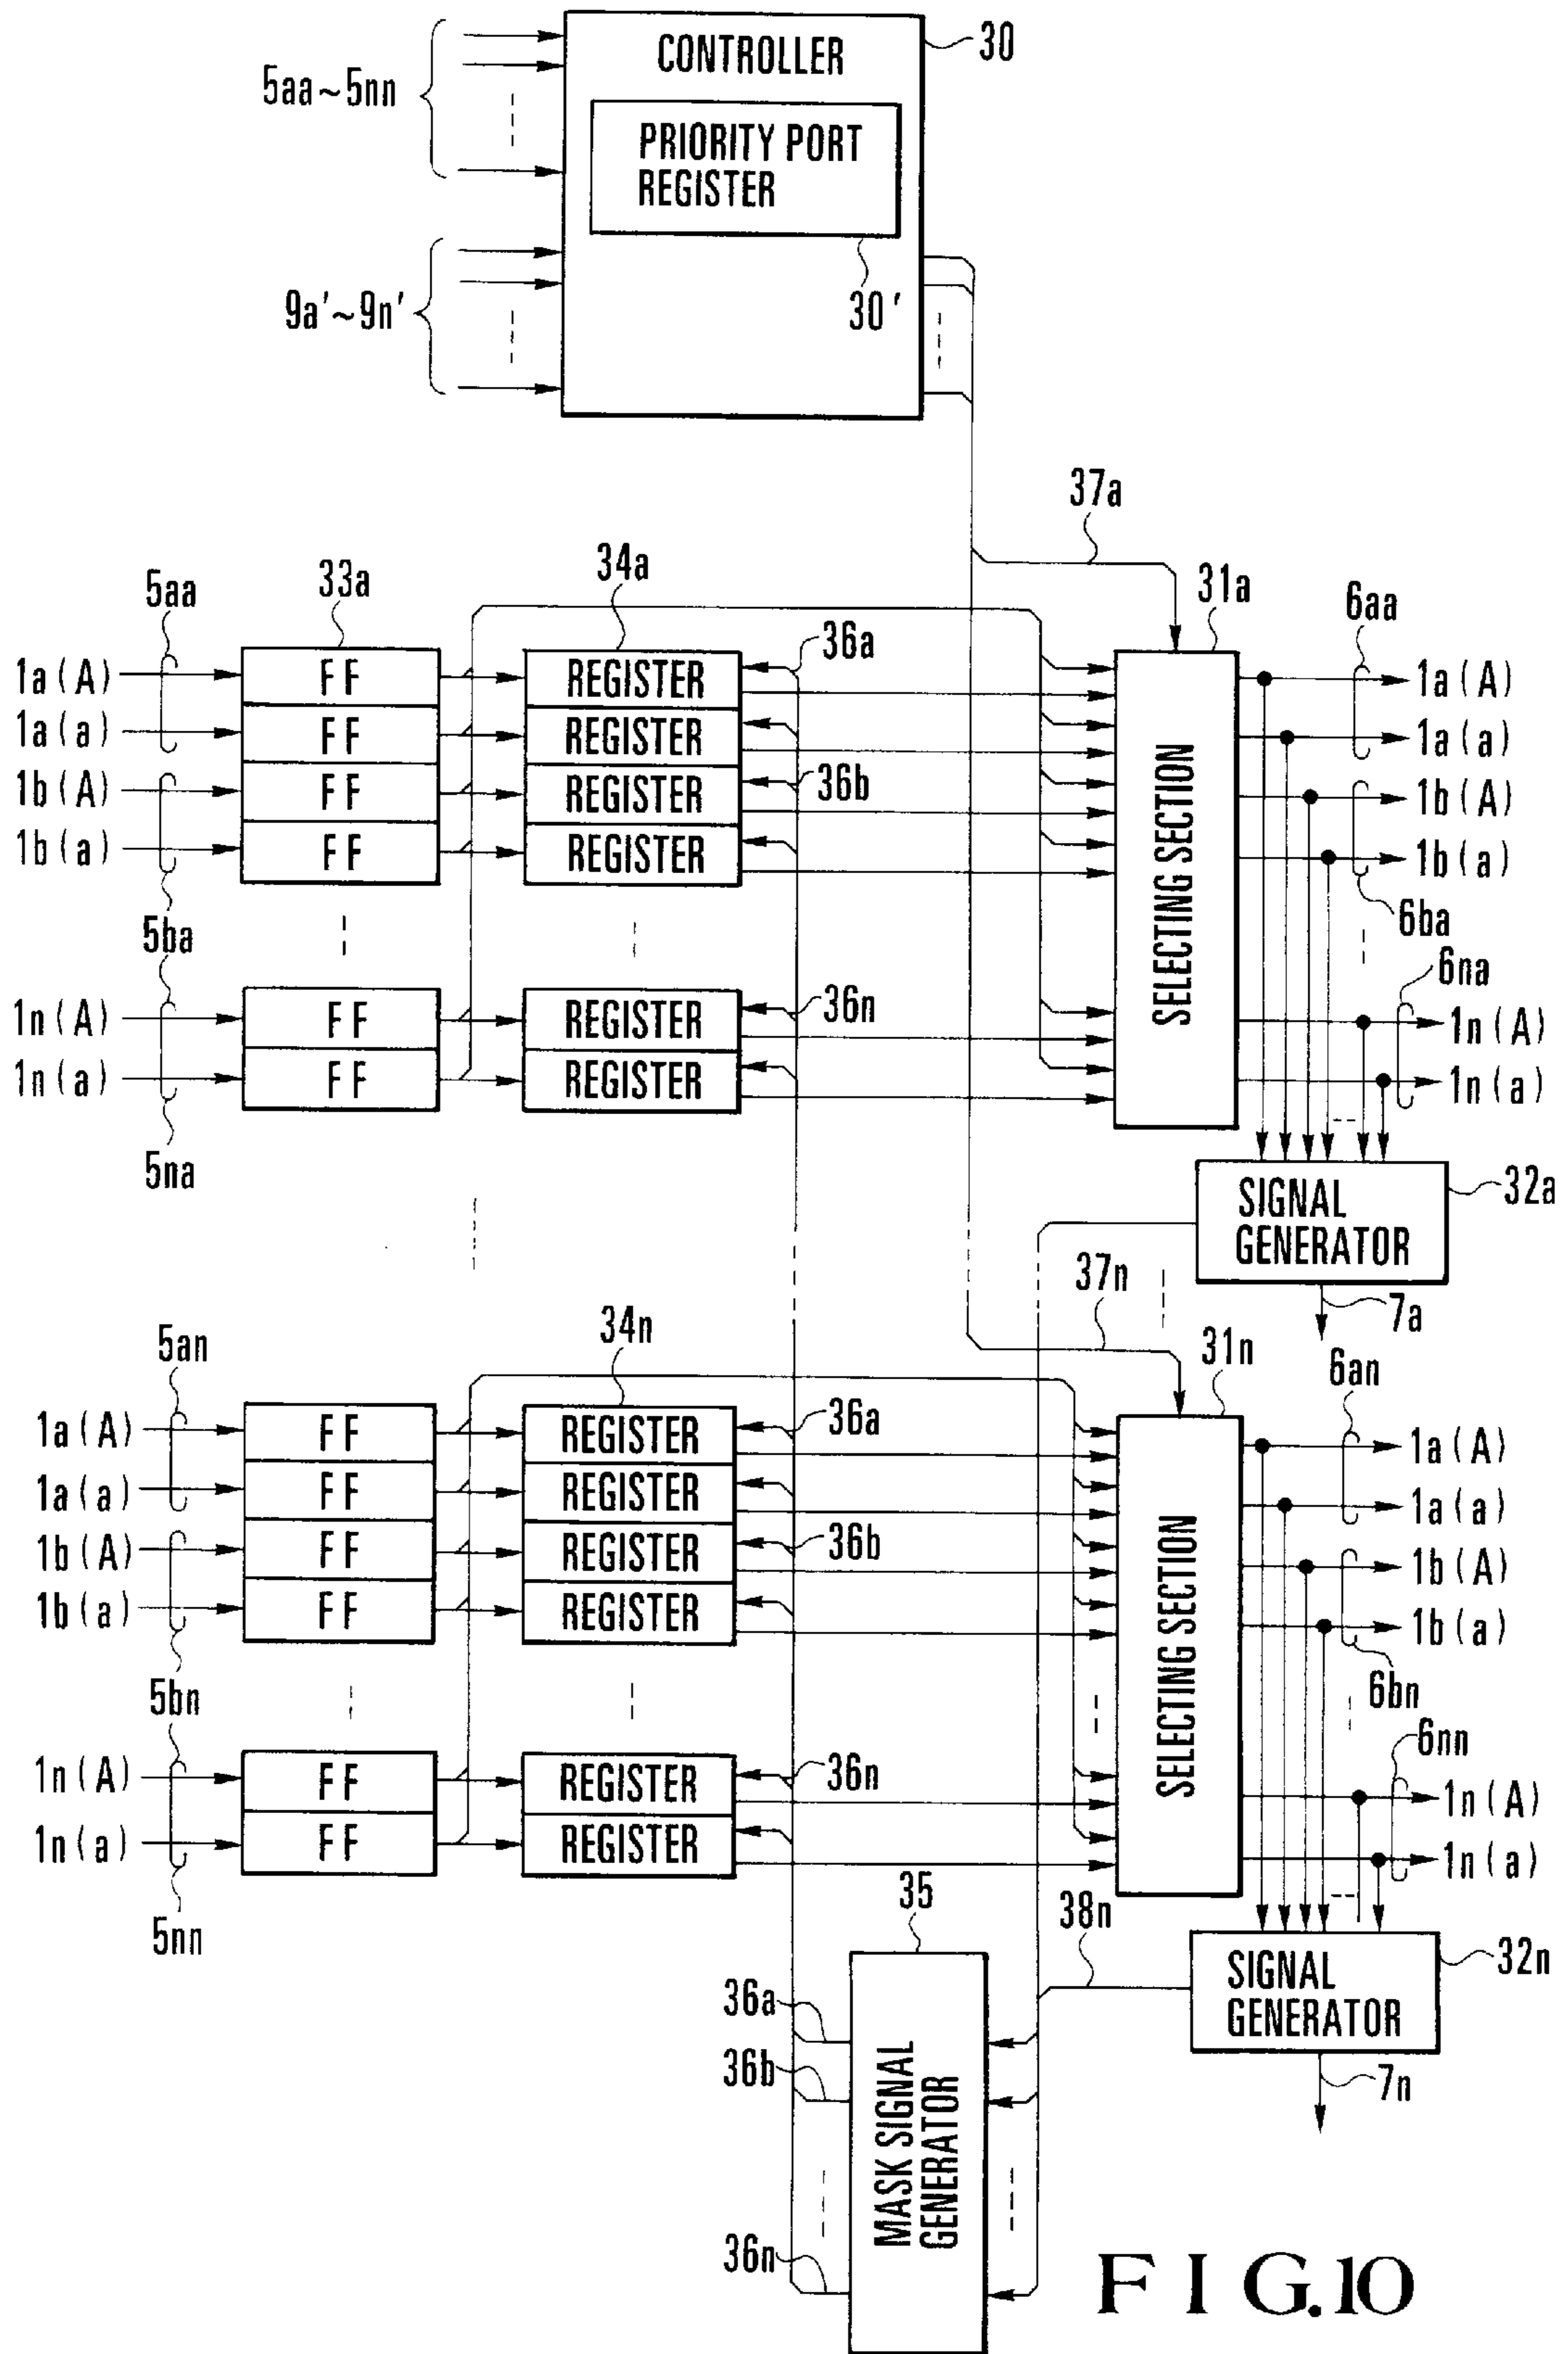 CONTROLLER
30
5aa~5nn
PRIORITY PORT
REGISTER
9a'~9n'
30'
37a
34a
33a
31a
5aa
6aa
36a
1a(A)
FF
REGISTER
1a(A)
1a(a)
FF
REGISTER
1a(a)
1b(A)
FF
REGISTER
36b
1b(A)
1b(a)
FF
REGISTER
1b(a)
SELECTING SECTION
5ba
6ba
6na
1n(A)
FF
REGISTER
36n
1n(A)
1n(a)
FF
REGISTER
1n(a)
5na
SIGNAL
GENERATOR
32a
37n
7a
34n
31n
5an
6an
36a
1a(A)
FF
REGISTER
1a(A)
1a(a)
FF
REGISTER
1a(a)
1b(A)
FF
REGISTER
36b
1b(A)
1b(a)
FF
REGISTER
1b(a)
SELECTING SECTION
5bn
6bn
6nn
1n(A)
FF
REGISTER
36n
1n(A)
1n(a)
FF
REGISTER
1n(a)
5nn
35
38n
SIGNAL
GENERATOR
32n
36a
36b
7n
MASK SIGNAL
GENERATOR
36n
FIG.10